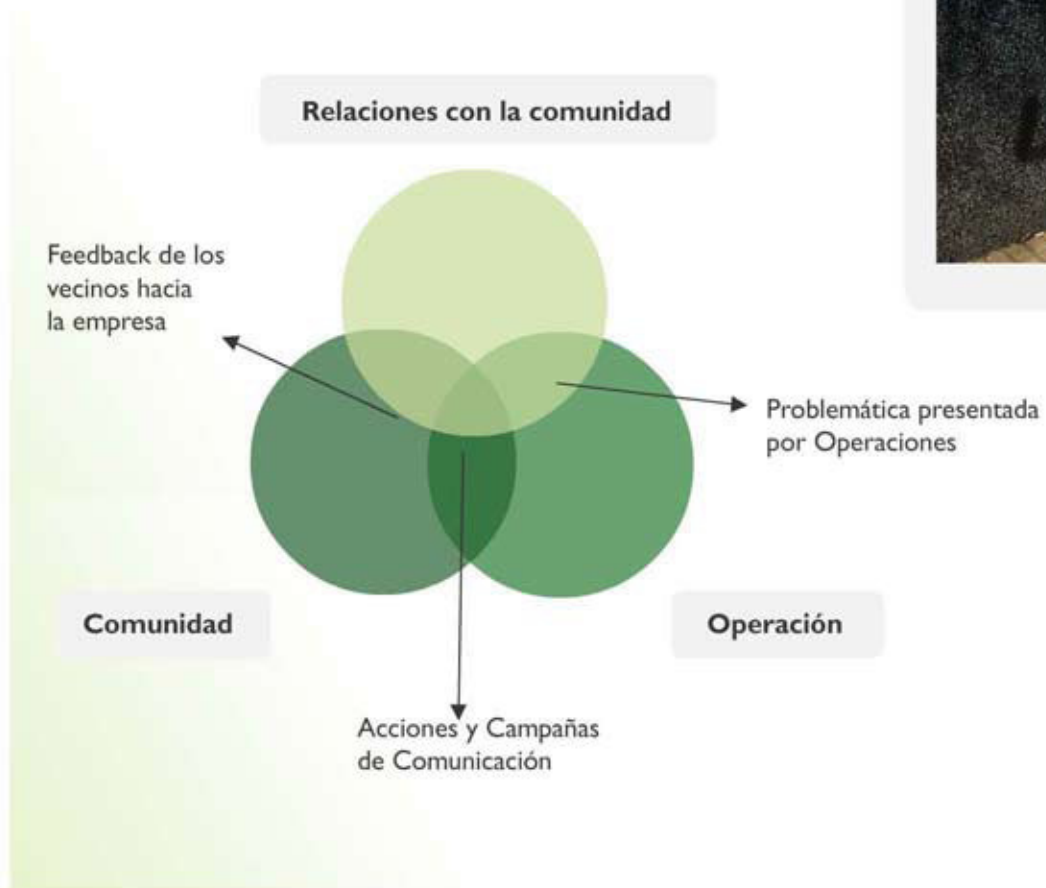 Relaciones con la comunidad
Feedback de los
vecinos hacia
la empresa
Problemática presentada
por Operaciones
Comunidad
Operación
Acciones y Campañas
de Comunicación